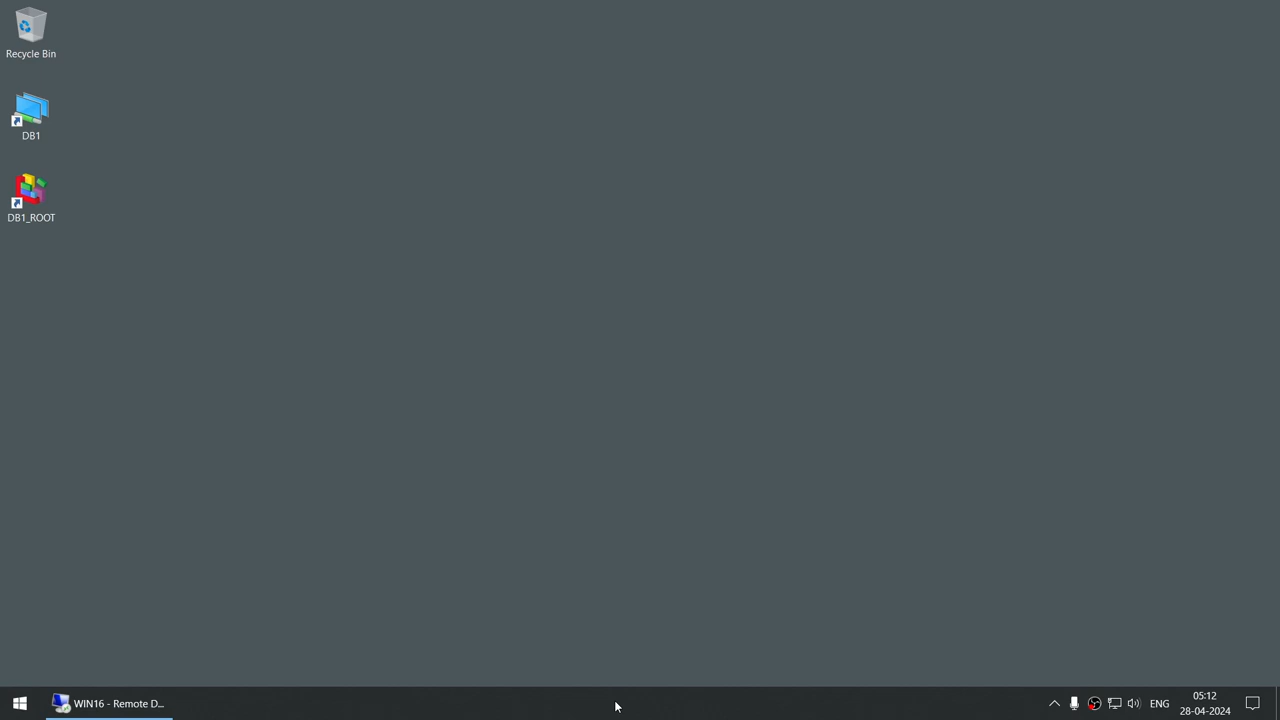 Recycle Bin
DB1
DB1_ROOT
WIN16 - Remote D...
ENG
05:12
28-04-2024